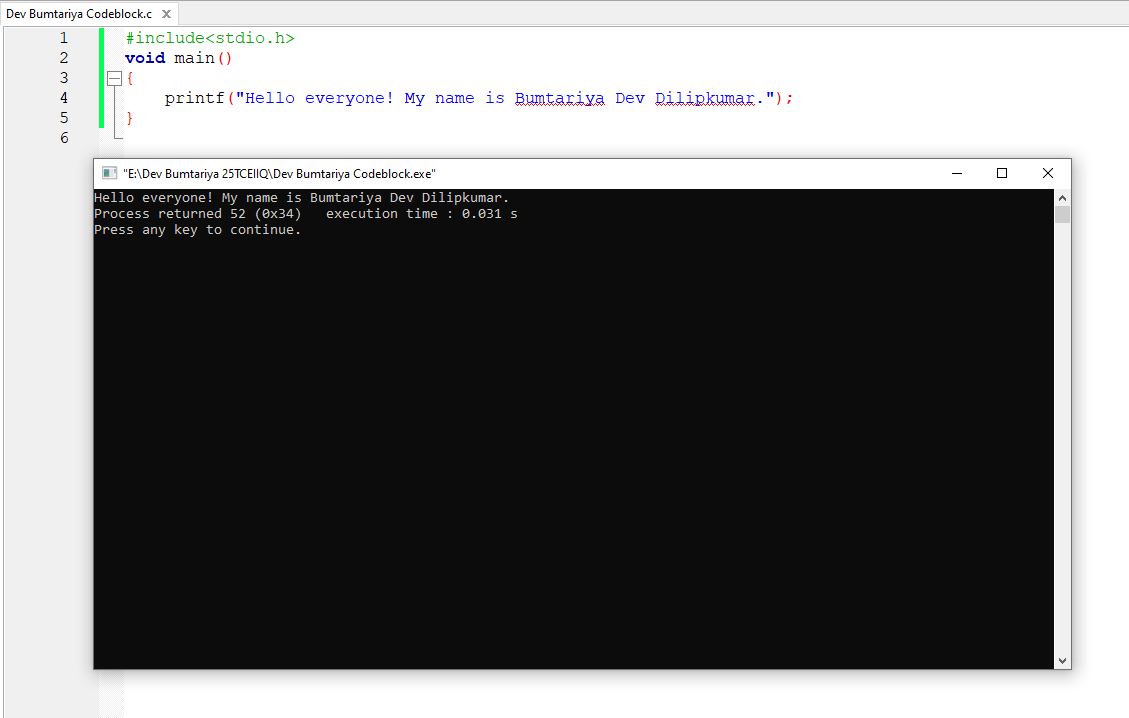 Dev Bumtariya Codeblock.c
1 #include<stdio.h>
2 void main()
3 {
4     printf("Hello everyone! My name is Bumtariya Dev Dilipkumar.");
5 }
6
"E:\Dev Bumtariya 25TCEIIQ\Dev Bumtariya Codeblock.exe"
Hello everyone! My name is Bumtariya Dev Dilipkumar.
Process returned 52 (0x34)   execution time : 0.031 s
Press any key to continue.